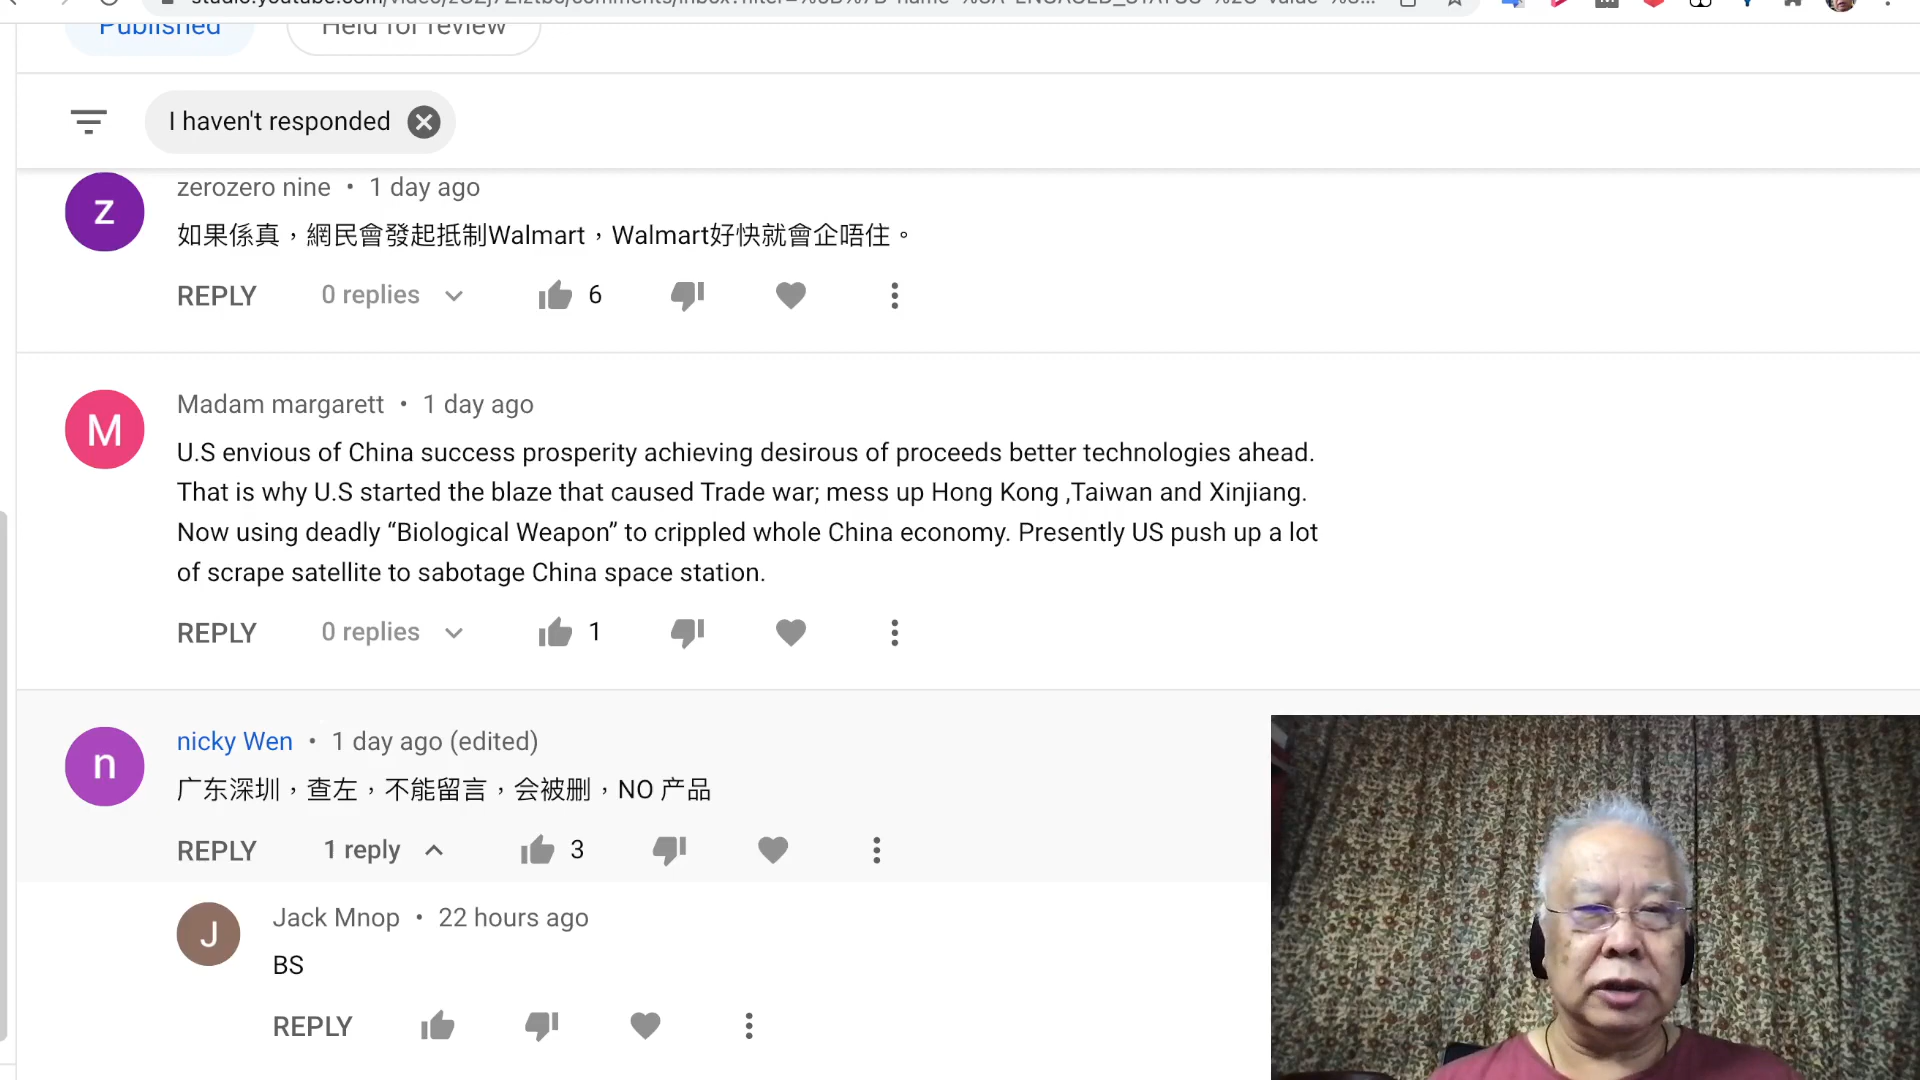 Published
Held for review
I haven't responded
zerozero nine • 1 day ago
如果係真，網民會發起抵制Walmart，Walmart好快就會企唔住。
REPLY 0 replies 6
Madam margarett • 1 day ago
U.S envious of China success prosperity achieving desirous of proceeds better technologies ahead.
That is why U.S started the blaze that caused Trade war; mess up Hong Kong ,Taiwan and Xinjiang.
Now using deadly “Biological Weapon” to crippled whole China economy. Presently US push up a lot
of scrape satellite to sabotage China space station.
REPLY 0 replies 1
nicky Wen • 1 day ago (edited)
广东深圳，查左，不能留言，会被删，NO 产品
REPLY 1 reply 3
Jack Mnop • 22 hours ago
BS
REPLY